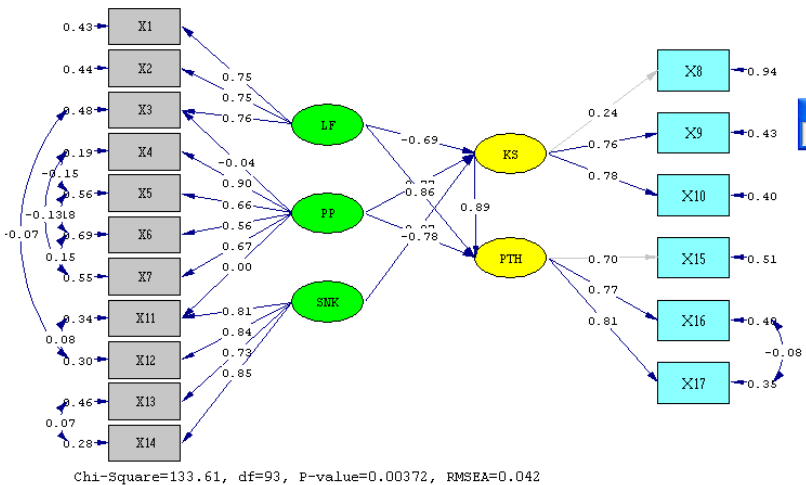 0.43 X1
0.44 X2
0.48 X3
0.19 X4
-0.15
0.56 X5
-0.13
-0.07
0.69 X6
0.15
0.55 X7
0.34 X11
0.08
0.30 X12
0.46 X13
0.07
0.28 X14
0.75
0.75
0.76
LF
-0.04
0.90
0.66
PP
0.56
0.67
0.00
0.81
SNK
0.84
0.73
0.85
-0.69
KS
0.86
0.89
-0.78
PTH
0.24
X8 0.94
0.76
X9 0.43
0.78
X10 0.40
0.70
X15 0.51
0.77
X16
-0.08
0.81
X17 0.35
Chi-Square=133.61, df=93, P-value=0.00372, RMSEA=0.042